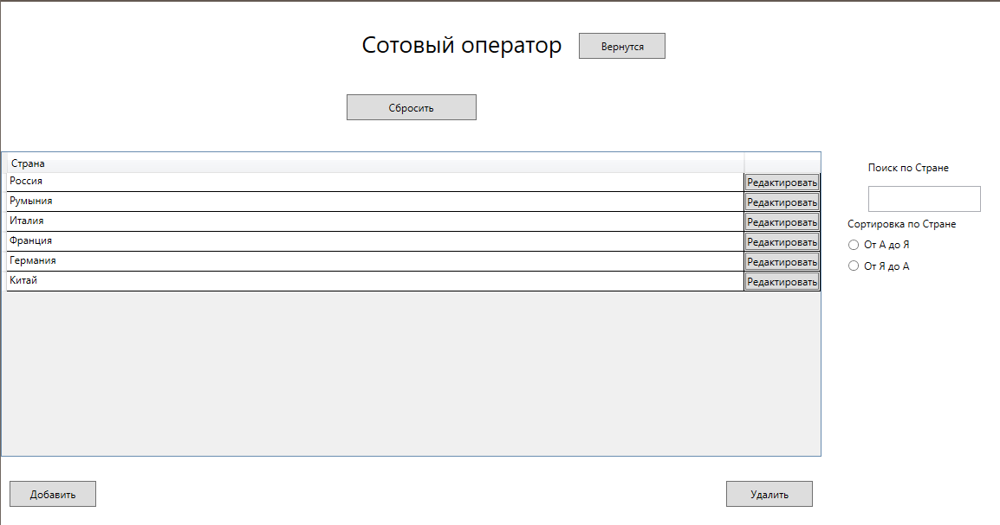 Сотовый оператор
Вернутся
Сбросить
Страна
Россия Редактировать
Румыния Редактировать
Италия Редактировать
Франция Редактировать
Германия Редактировать
Китай Редактировать
Поиск по Стране
Сортировка по Стране
От А до Я
От Я до А
Добавить
Удалить